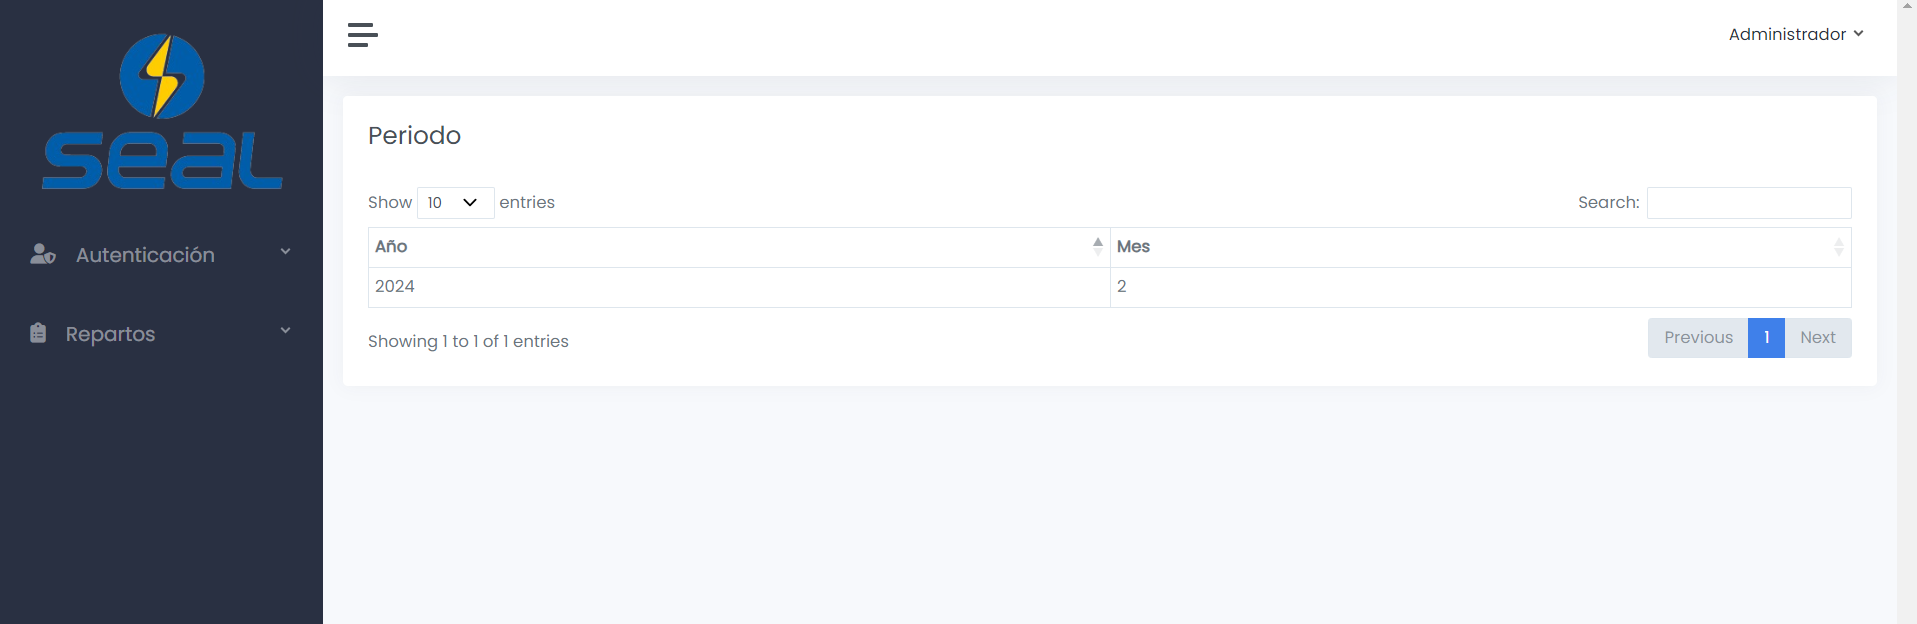 seal
Administrador
Autenticación
Repartos
Periodo
Show 10 entries
Search:
Año Mes
2024 2
Showing 1 to 1 of 1 entries
Previous 1 Next